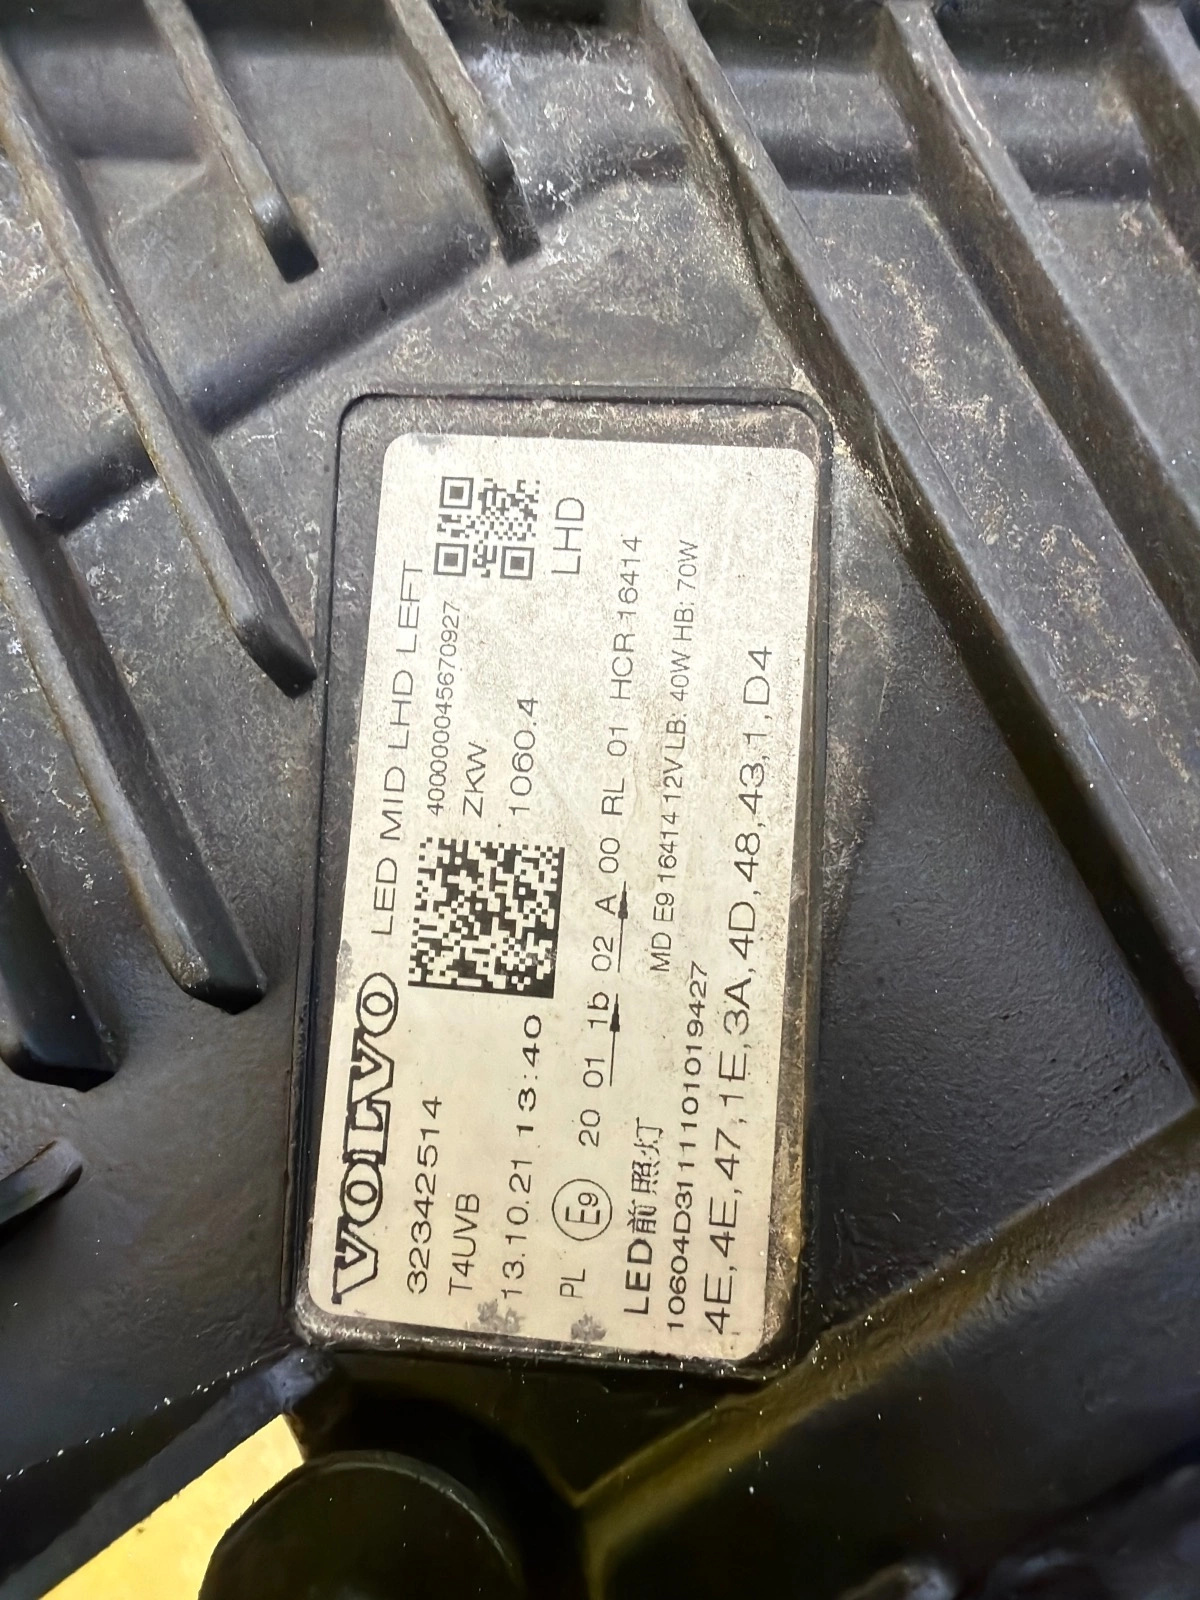 VOLVO LED MID LHD LEFT
32342514 400000045670927
T4UVB ZKW
13.10.21 13:40 1060.4 LHD
PL E9 20 01 1b 02 A 00 RL 01 HCR 16414
LED前照灯 MD E9 16414 12V LB: 40W HB: 70W
10604D3111101019427
4E,4E,47,1E,3A,4D,48,43,1,D4